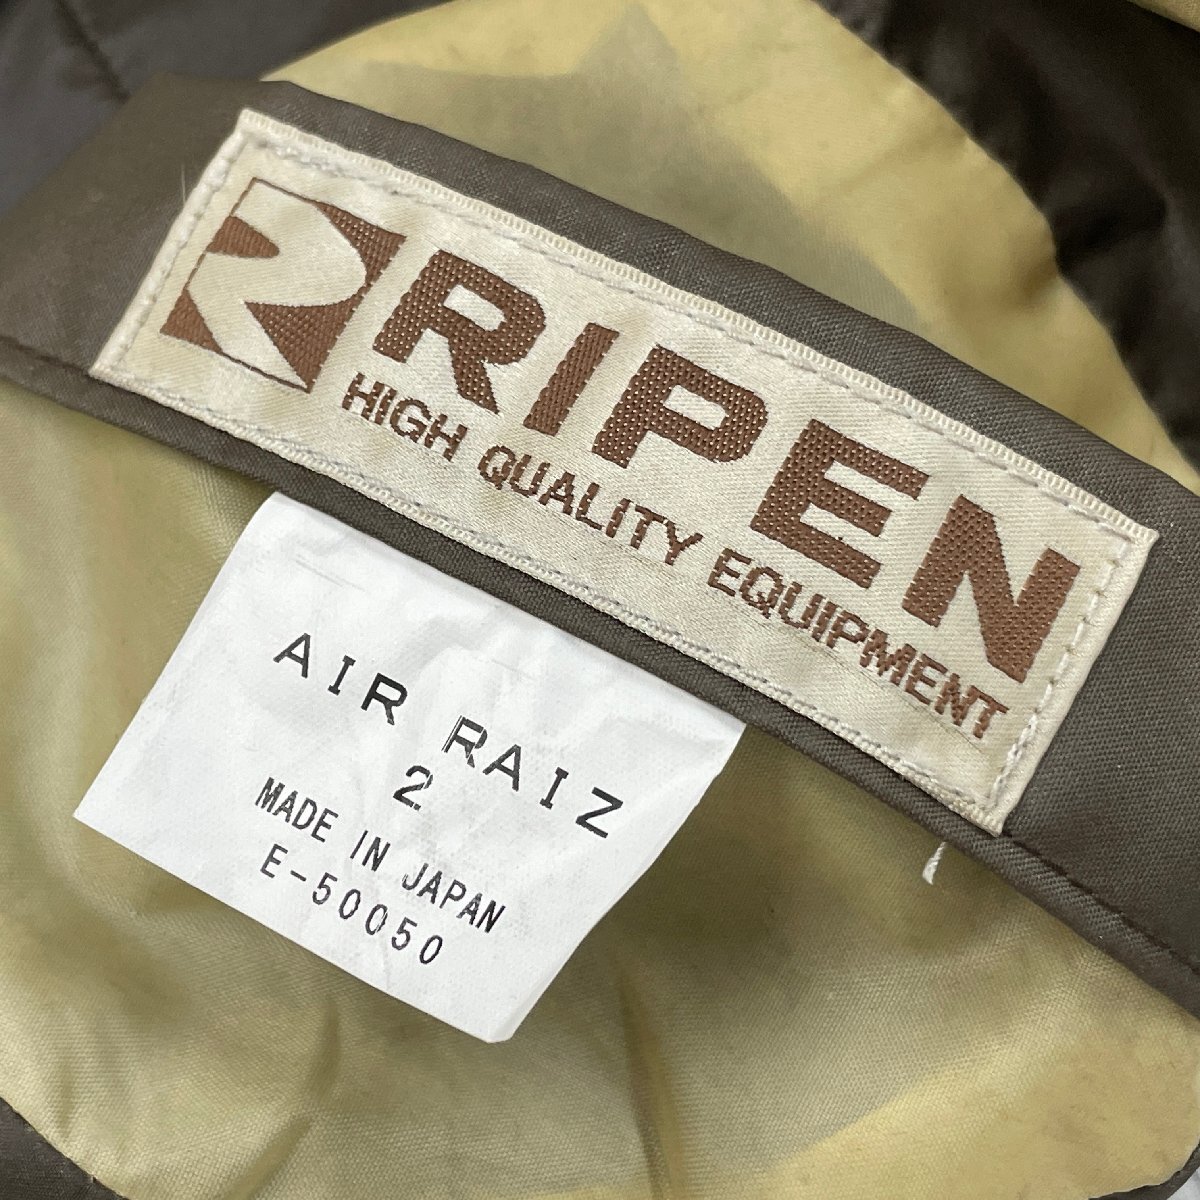 RIPEN
HIGH QUALITY EQUIPMENT
AIR RAIZ
2
MADE IN JAPAN
E-50050